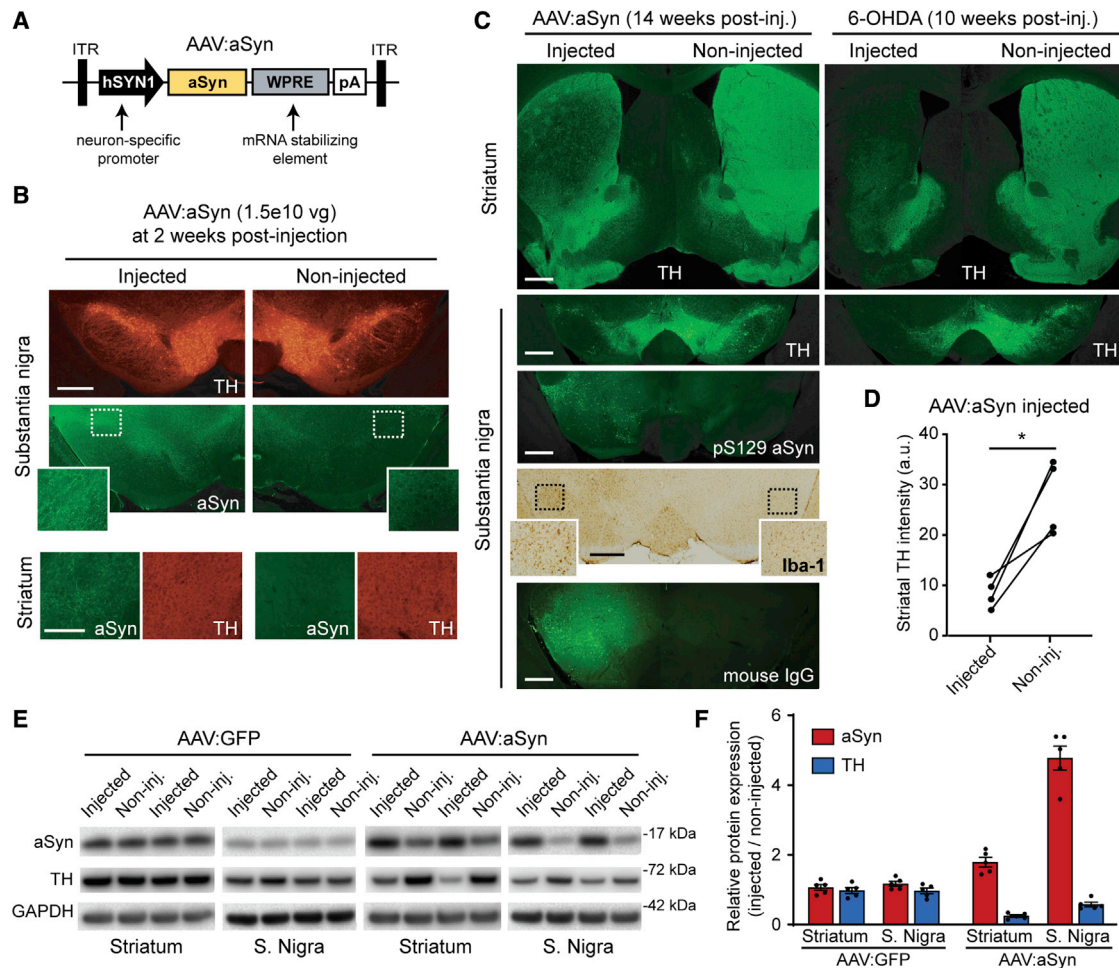 A
AAV:aSyn
ITR
ITR
hSYN1
aSyn
WPRE
pA
neuron-specific
promoter
mRNA stabilizing
element
B
AAV:aSyn (1.5e10 vg)
at 2 weeks post-injection
Injected
Non-injected
Substantia nigra
TH
aSyn
Striatum
aSyn
TH
aSyn
TH
C
AAV:aSyn (14 weeks post-inj.)
6-OHDA (10 weeks post-inj.)
Injected
Non-injected
Injected
Non-injected
Striatum
TH
TH
Substantia nigra
TH
TH
pS129 aSyn
Iba-1
mouse IgG
D
AAV:aSyn injected
Striatal TH intensity (a.u.)
40
30
20
10
0
*
Injected
Non-inj.
E
AAV:GFP
AAV:aSyn
Injected
Non-inj.
Injected
Non-inj.
Injected
Non-inj.
Injected
Non-inj.
Injected
Non-inj.
Injected
Non-inj.
Injected
Non-inj.
Injected
Non-inj.
aSyn
-17 kDa
TH
-72 kDa
GAPDH
-42 kDa
Striatum
S. Nigra
Striatum
S. Nigra
F
Relative protein expression
(injected / non-injected)
6
4
2
0
aSyn
TH
Striatum
S. Nigra
Striatum
S. Nigra
AAV:GFP
AAV:aSyn